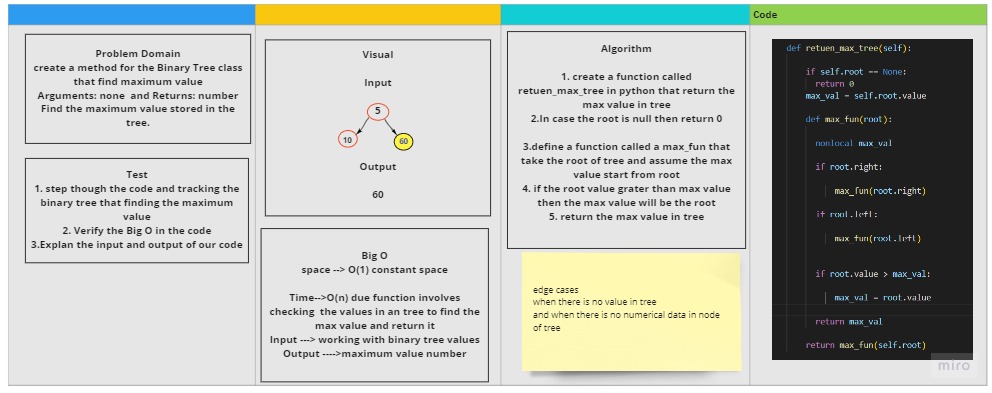 Problem Domain
create a method for the Binary Tree class
that find maximum value
Arguments: none and Returns: number
Find the maximum value stored in the
tree.
Test
1. step though the code and tracking the
binary tree that finding the maximum
value
2. Verify the Big O in the code
3.Explan the input and output of our code
Visual
Input
5
10
60
Output
60
Big O
space --> O(1) constant space
Time-->O(n) due function involves
checking the values in an tree to find the
max value and return it
Input ---> working with binary tree values
Output ---->maximum value number
Algorithm
1. create a function called
retuen_max_tree in python that return the
max value in tree
2.In case the root is null then return 0
3.define a function called a max_fun that
take the root of tree and assume the max
value start from root
4. if the root value grater than max value
then the max value will be the root
5. return the max value in tree
edge cases
when there is no value in tree
and when there is no numerical data in node
of tree
Code
def retuen_max_tree(self):
if self.root == None:
return 0
max_val = self.root.value
def max_fun(root):
nonlocal max_val
if root.right:
max_fun(root.right)
if root.left:
max_fun(root.left)
if root.value > max_val:
max_val = root.value
return max_val
return max_fun(self.root)
miro